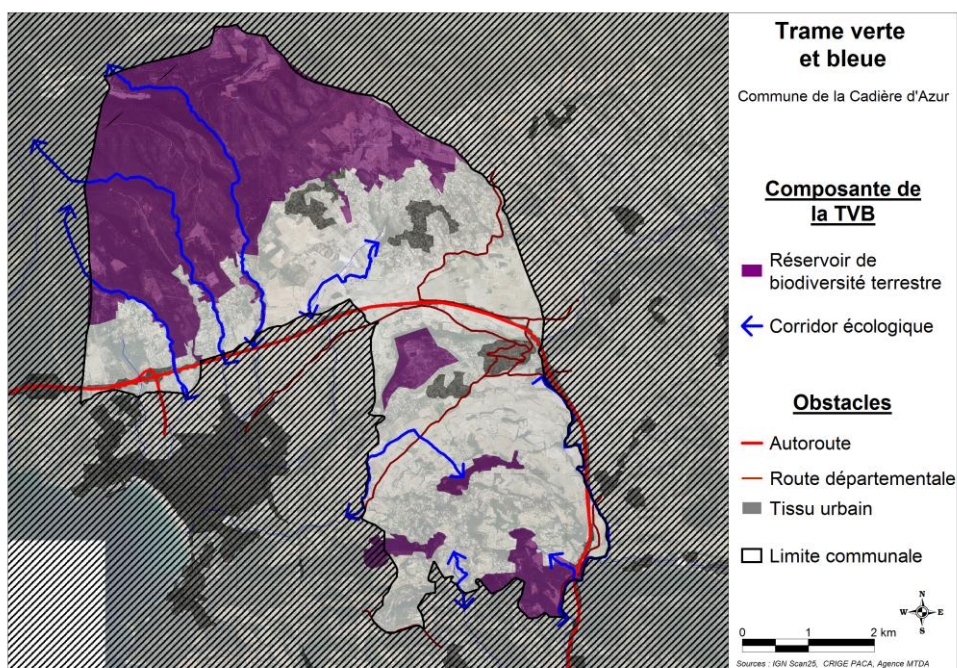 Trame verte
et bleue
Commune de la Cadière d'Azur
Composante de
la TVB
Réservoir de
biodiversité terrestre
Corridor écologique
Obstacles
Autoroute
Route départementale
Tissu urbain
Limite communale
N
W E
S
0 1 2 km
Sources : IGN Scan25, CRIGE PACA, Agence MTDA